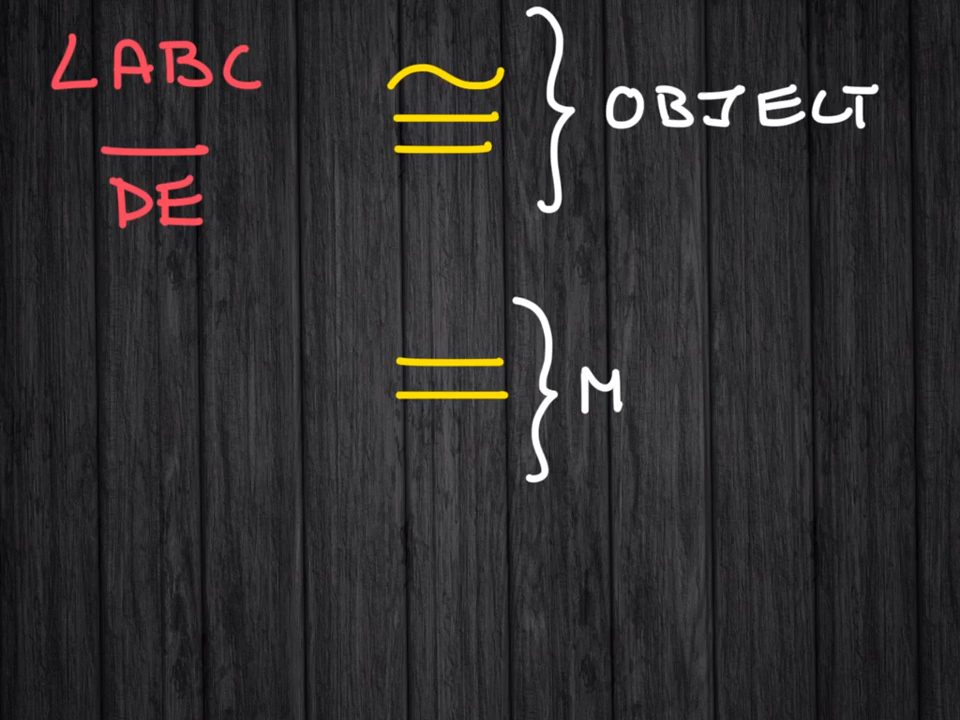 ∠ABC ≅ } OBJECT
DE
= } M